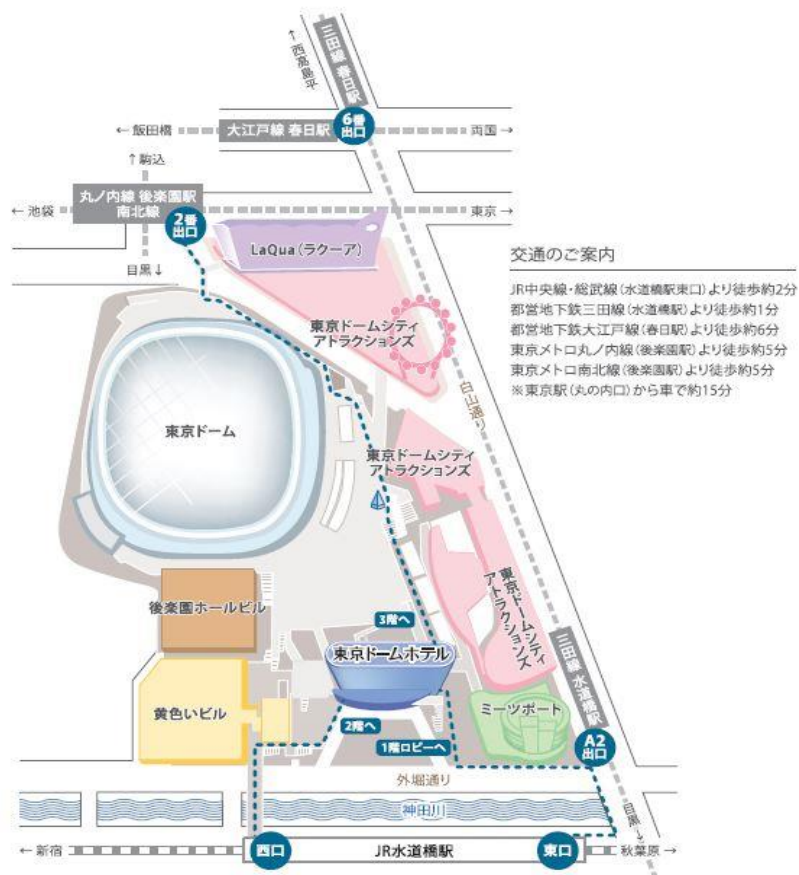 三田線 春日駅
←西高島平
6番
出口
大江戸線 春日駅
←飯田橋
両国→
↑駒込
丸ノ内線 後楽園駅
南北線
←池袋
東京→
2番
出口
目黒↓
LaQua(ラクーア)
交通のご案内
JR中央線・総武線(水道橋駅東口)より徒歩約2分
都営地下鉄三田線(水道橋駅)より徒歩約1分
都営地下鉄大江戸線(春日駅)より徒歩約6分
東京メトロ丸ノ内線(後楽園駅)より徒歩約5分
東京メトロ南北線(後楽園駅)より徒歩約5分
※東京駅(丸の内口)から車で約15分
東京ドームシティ
アトラクションズ
白山通り
東京ドーム
東京ドームシティ
アトラクションズ
東京ドームシティ
アトラクションズ
後楽園ホールビル
3階へ
東京ドームホテル
三田線 水道橋駅
黄色いビル
2階へ
1階ロビーへ
ミーツポート
A2
出口
外堀通り
神田川
目黒→
←新宿
西口
JR水道橋駅
東口
秋葉原→